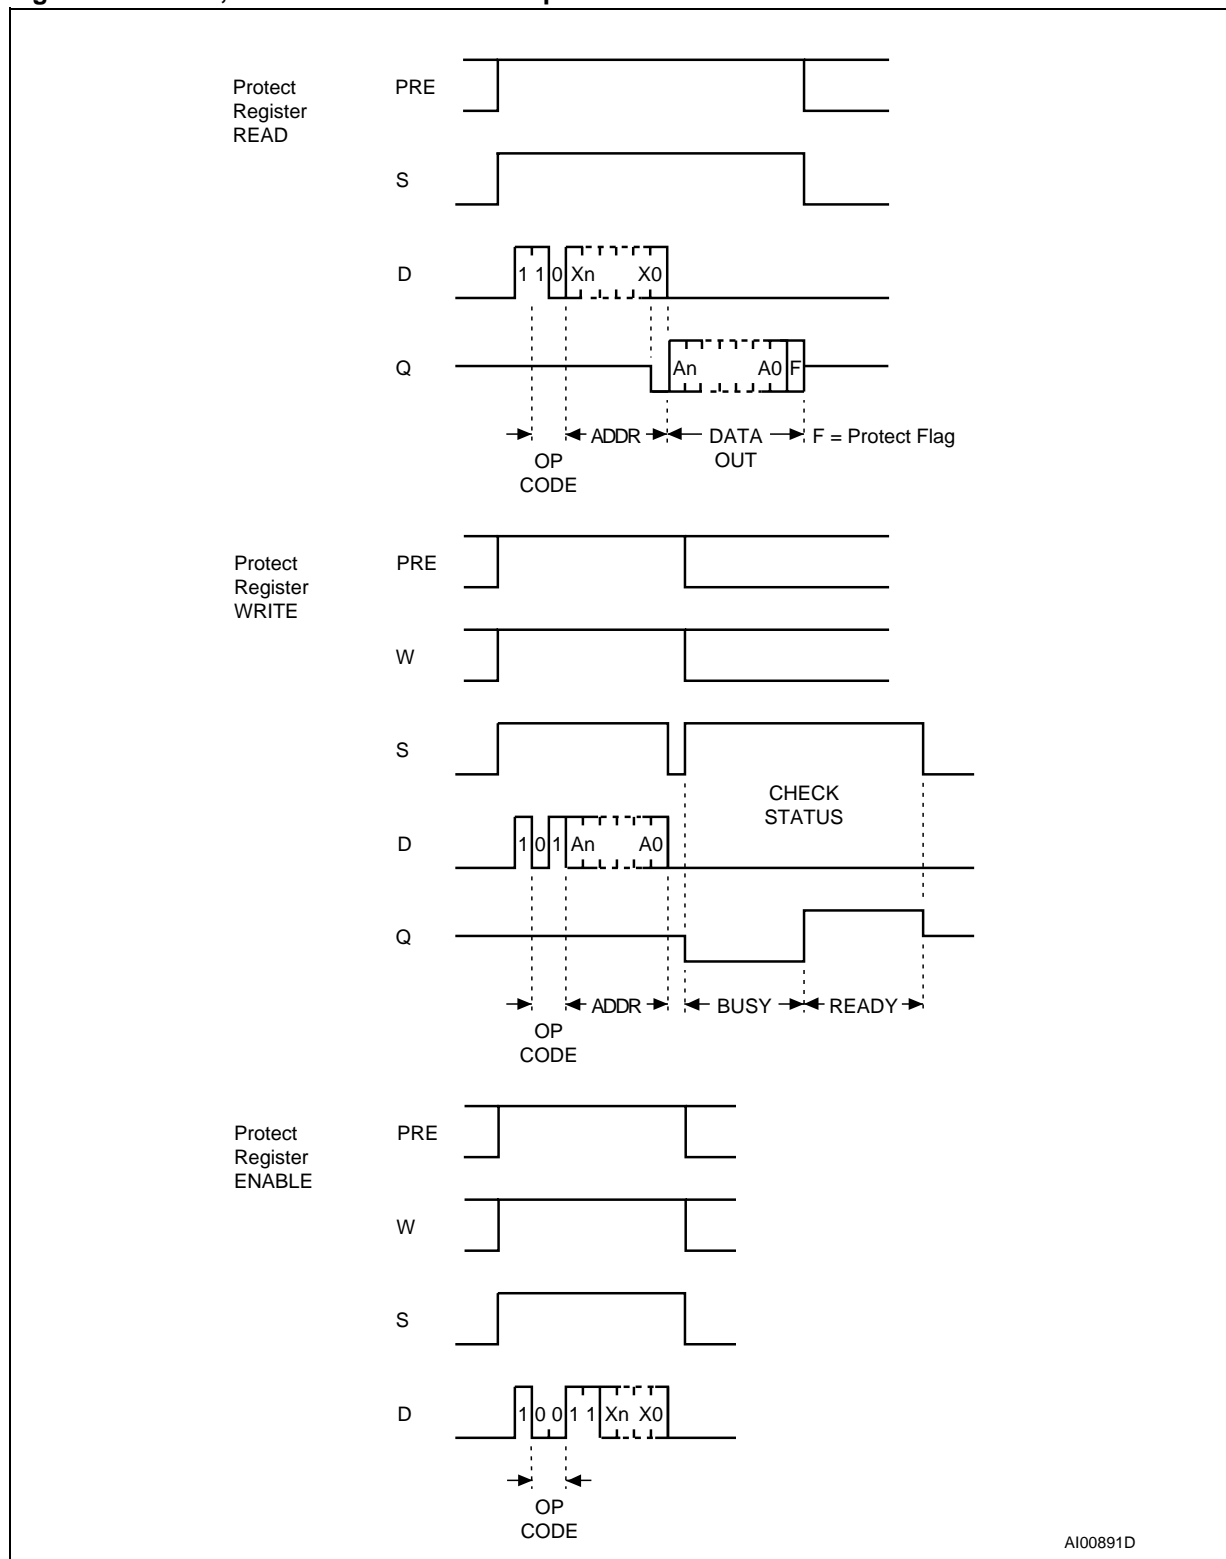 Protect
Register
READ
PRE
S
D
1 1 0 Xn X0
Q
An A0 F
ADDR DATA F = Protect Flag
OP OUT
CODE
Protect
Register
WRITE
PRE
W
S
CHECK
STATUS
D
1 0 1 An A0
Q
ADDR BUSY READY
OP
CODE
Protect
Register
ENABLE
PRE
W
S
D
1 0 0 1 1 Xn X0
OP
CODE
AI00891D